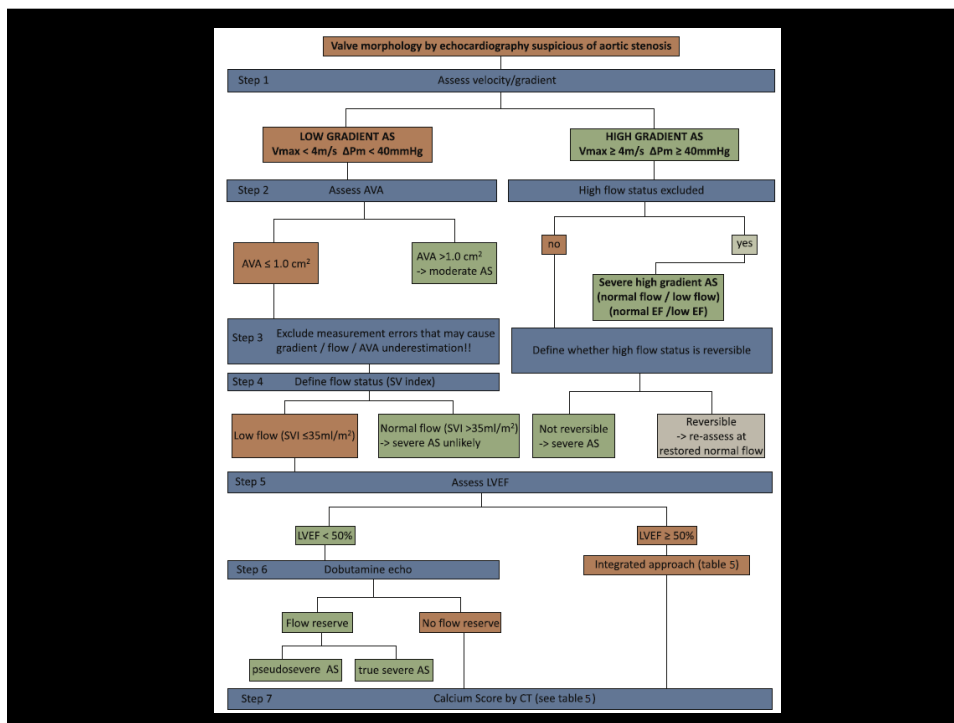 Valve morphology by echocardiography suspicious of aortic stenosis
Step 1
Assess velocity/gradient
LOW GRADIENT AS
Vmax < 4m/s ΔPm < 40mmHg
HIGH GRADIENT AS
Vmax ≥ 4m/s ΔPm ≥ 40mmHg
Step 2
Assess AVA
High flow status excluded
no
yes
AVA ≤ 1.0 cm²
AVA >1.0 cm²
-> moderate AS
Severe high gradient AS
(normal flow / low flow)
(normal EF /low EF)
Step 3
Exclude measurement errors that may cause
gradient / flow / AVA underestimation!!
Define whether high flow status is reversible
Step 4
Define flow status (SV index)
Low flow (SVI ≤35ml/m²)
Normal flow (SVI >35ml/m²)
-> severe AS unlikely
Not reversible
-> severe AS
Reversible
-> re-assess at
restored normal flow
Step 5
Assess LVEF
LVEF < 50%
LVEF ≥ 50%
Step 6
Dobutamine echo
Integrated approach (table 5)
Flow reserve
No flow reserve
pseudosevere AS
true severe AS
Step 7
Calcium Score by CT (see table 5)